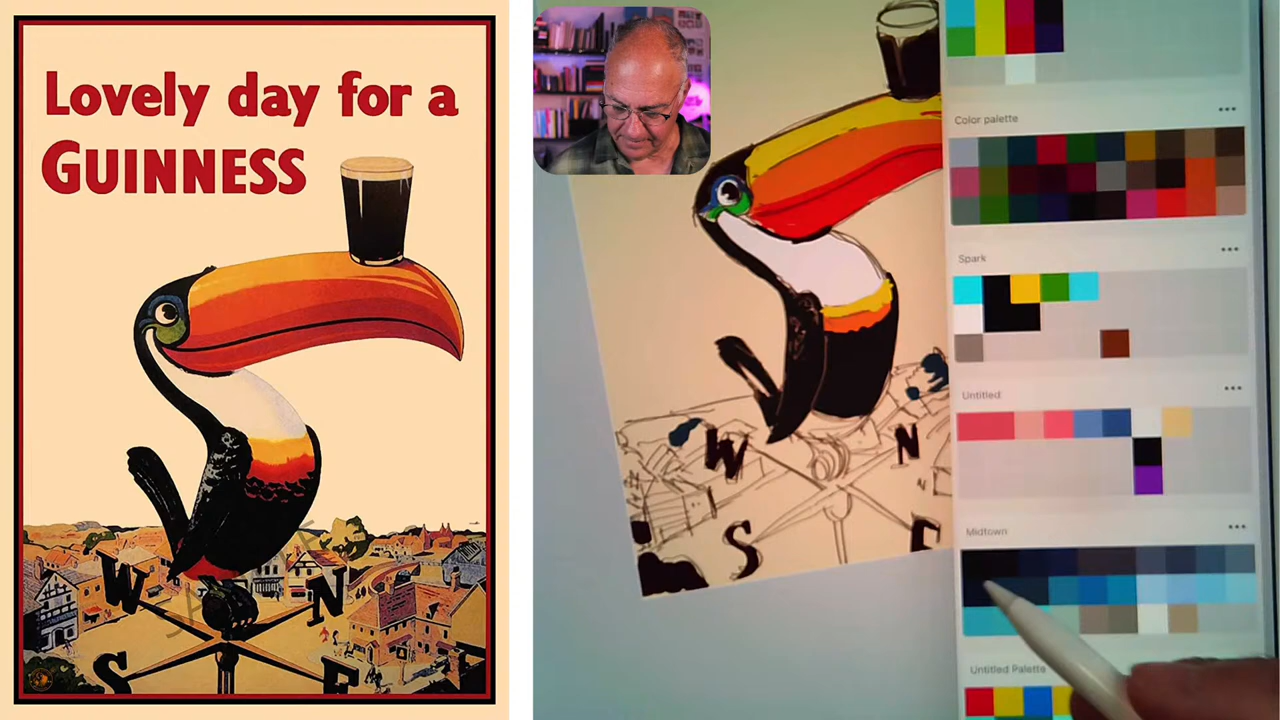 Lovely day for a
GUINNESS
W
N
S
E
W
N
S
Color palette
Spark
Untitled
Midtown
Untitled Palette